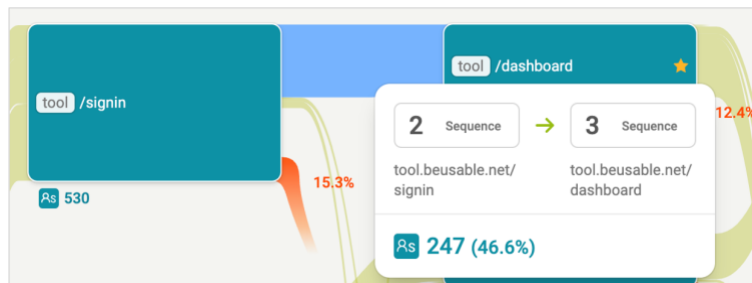 tool /signin
530
15.3%
tool /dashboard
12.4%
2 Sequence
3 Sequence
tool.beusable.net/
signin
tool.beusable.net/
dashboard
As 247 (46.6%)